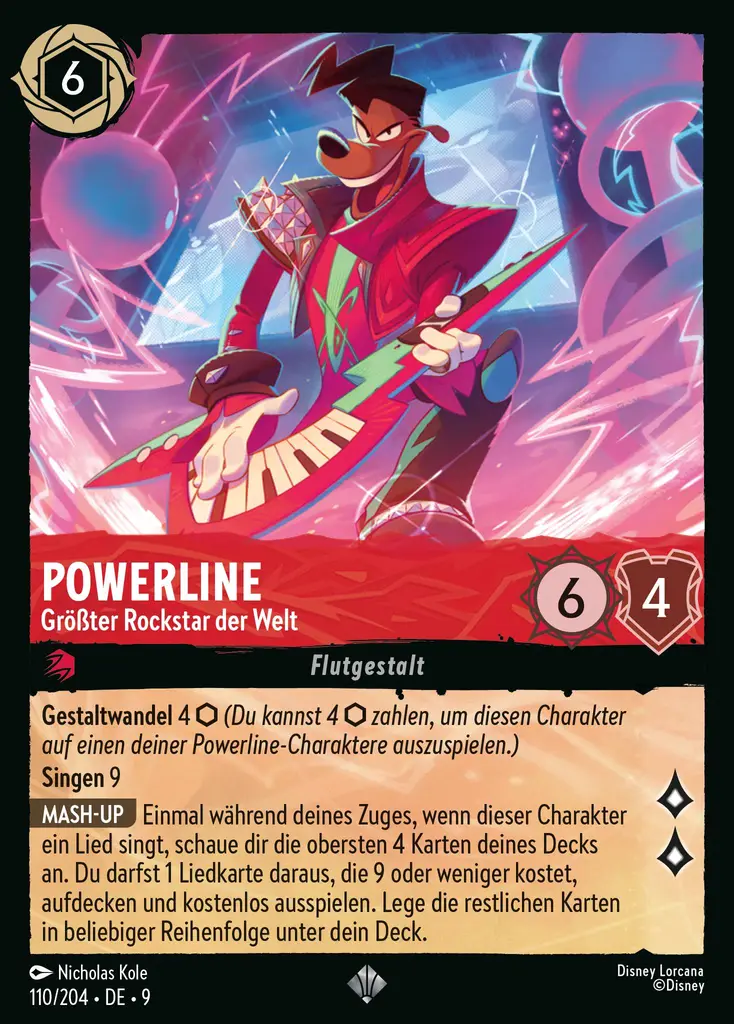 6
POWERLINE
Größter Rockstar der Welt
6
4
Flutgestalt
Gestaltwandel 4 (Du kannst 4 zahlen, um diesen Charakter
auf einen deiner Powerline-Charaktere auszuspielen.)
Singen 9
MASH-UP Einmal während deines Zuges, wenn dieser Charakter
ein Lied singt, schaue dir die obersten 4 Karten deines Decks
an. Du darfst 1 Liedkarte daraus, die 9 oder weniger kostet,
aufdecken und kostenlos ausspielen. Lege die restlichen Karten
in beliebiger Reihenfolge unter dein Deck.
Nicholas Kole
110/204 • DE • 9
Disney Lorcana
©Disney